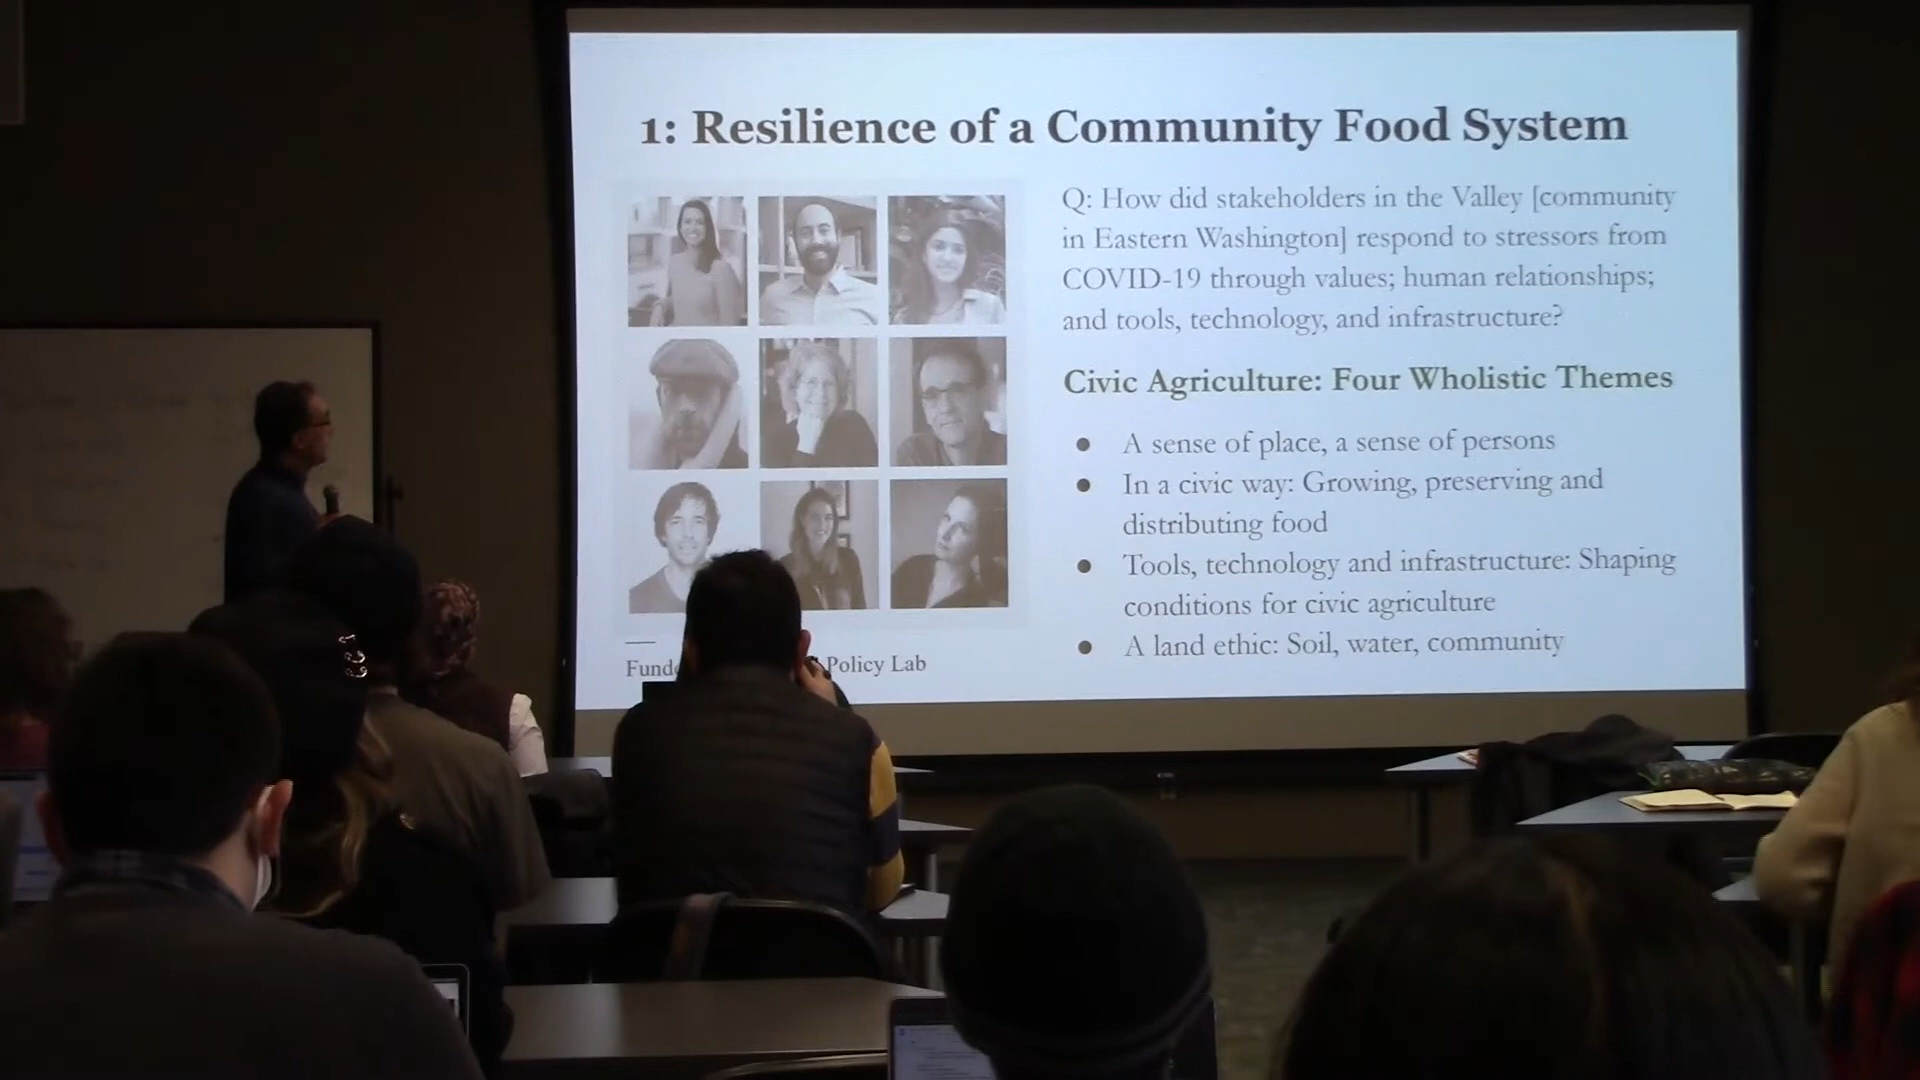 1: Resilience of a Community Food System
Q: How did stakeholders in the Valley [community
in Eastern Washington] respond to stressors from
COVID-19 through values; human relationships;
and tools, technology, and infrastructure?
Civic Agriculture: Four Wholistic Themes
● A sense of place, a sense of persons
● In a civic way: Growing, preserving and
distributing food
● Tools, technology and infrastructure: Shaping
conditions for civic agriculture
● A land ethic: Soil, water, community
Policy Lab